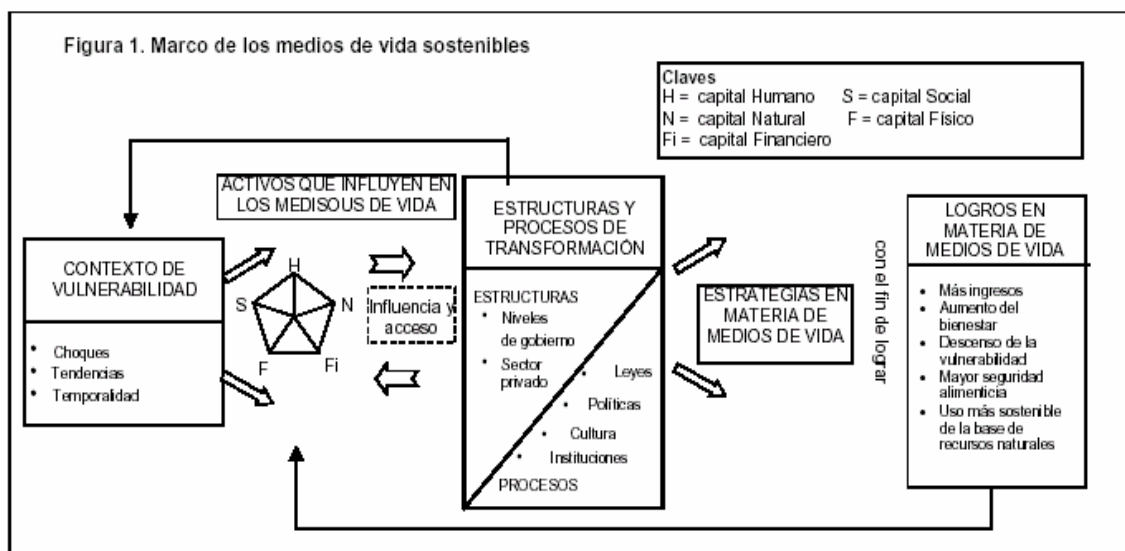 Figura 1. Marco de los medios de vida sostenibles
Claves
H = capital Humano S = capital Social
N = capital Natural F = capital Físico
Fi = capital Financiero
ACTIVOS QUE INFLUYEN EN
LOS MEDISOUS DE VIDA
CONTEXTO DE
VULNERABILIDAD
• Choques
• Tendencias
• Temporalidad
H
S
N
F
Fi
Influencia y
acceso
ESTRUCTURAS Y
PROCESOS DE
TRANSFORMACIÓN
ESTRUCTURAS
• Niveles
de gobierno
• Sector
privado
• Leyes
• Políticas
• Cultura
• Instituciones
PROCESOS
ESTRATEGIAS EN
MATERIA DE
MEDIOS DE VIDA
con el fin de lograr
LOGROS EN
MATERIA DE
MEDIOS DE VIDA
• Más ingresos
• Aumento del
bienestar
• Descenso de la
vulnerabilidad
• Mayor seguridad
alimenticia
• Uso más sostenible
de la base de
recursos naturales